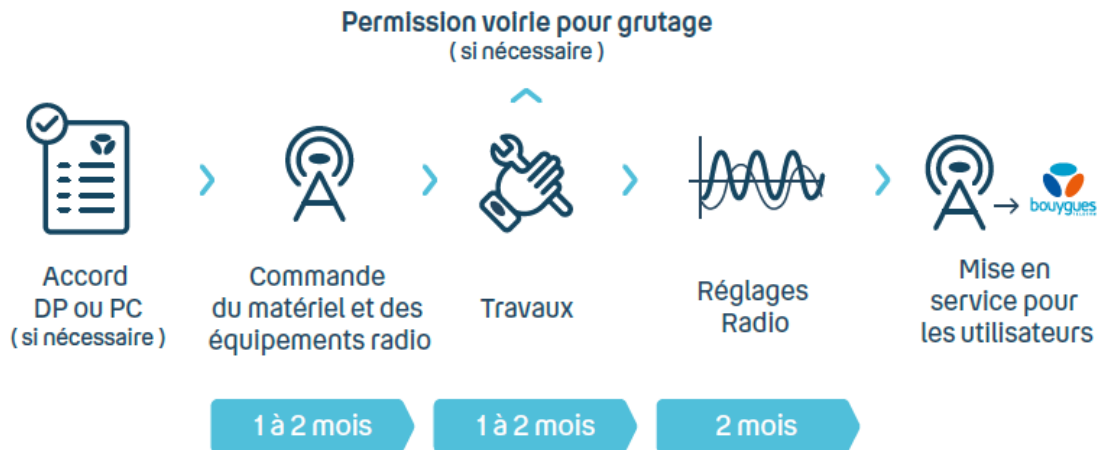 Permission voirie pour grutage
( si nécessaire )
Accord
DP ou PC
( si nécessaire )
Commande
du matériel et des
équipements radio
Travaux
Réglages
Radio
bouygues
TELECOM
Mise en
service pour
les utilisateurs
1 à 2 mois
1 à 2 mois
2 mois